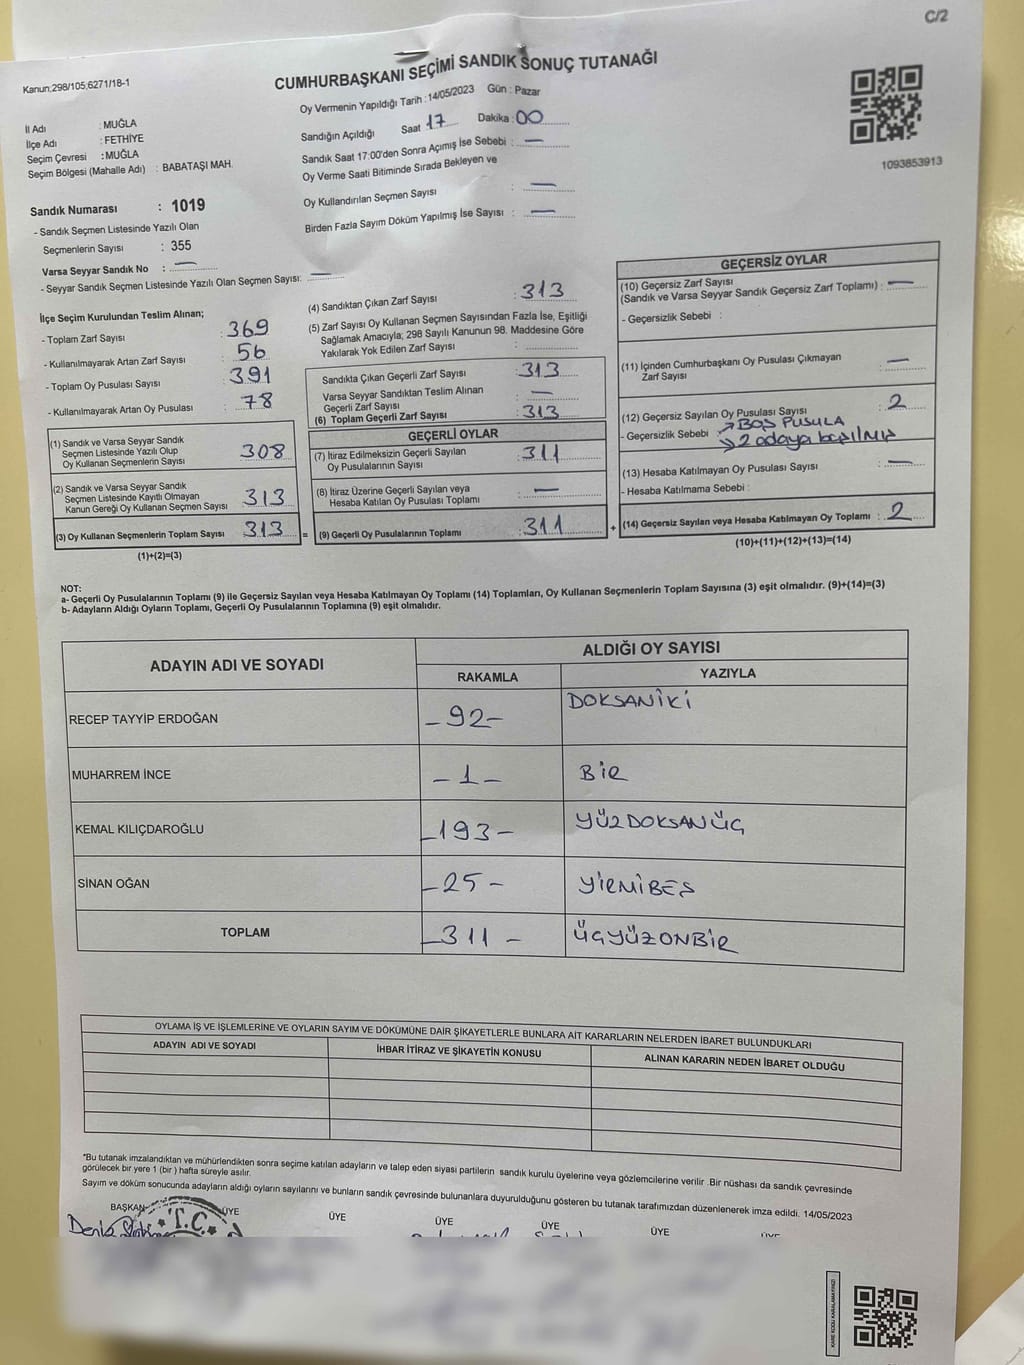 C/2
Kanun:298/105;6271/18-1
CUMHURBAŞKANI SEÇİMİ SANDIK SONUÇ TUTANAĞI
Oy Vermenin Yapıldığı Tarih :14/05/2023 Gün : Pazar
İl Adı : MUĞLA
İlçe Adı : FETHİYE
Seçim Çevresi : MUĞLA
Seçim Bölgesi (Mahalle Adı) : BABATAŞI MAH.
Sandığın Açıldığı Saat 17 Dakika : 00
Sandık Saat 17:00'den Sonra Açımış İse Sebebi : —
Oy Verme Saati Bitiminde Sırada Bekleyen ve
Oy Kullandırılan Seçmen Sayısı : —
Birden Fazla Sayım Döküm Yapılmış İse Sayısı : —
1093853913
Sandık Numarası : 1019
- Sandık Seçmen Listesinde Yazılı Olan
Seçmenlerin Sayısı : 355
Varsa Seyyar Sandık No : —
- Seyyar Sandık Seçmen Listesinde Yazılı Olan Seçmen Sayısı: —
İlçe Seçim Kurulundan Teslim Alınan;
- Toplam Zarf Sayısı : 369
- Kullanılmayarak Artan Zarf Sayısı : 56
- Toplam Oy Pusulası Sayısı : 391
- Kullanılmayarak Artan Oy Pusulası : 78
(1) Sandık ve Varsa Seyyar Sandık
Seçmen Listesinde Yazılı Olup
Oy Kullanan Seçmenlerin Sayısı 308
(2) Sandık ve Varsa Seyyar Sandık
Seçmen Listesinde Kayıtlı Olmayan
Kanun Gereği Oy Kullanan Seçmen Sayısı 313
(3) Oy Kullanan Seçmenlerin Toplam Sayısı 313 =
(1)+(2)=(3)
(4) Sandıktan Çıkan Zarf Sayısı : 313
(5) Zarf Sayısı Oy Kullanan Seçmen Sayısından Fazla İse, Eşitliği
Sağlamak Amacıyla; 298 Sayılı Kanunun 98. Maddesine Göre
Yakılarak Yok Edilen Zarf Sayısı :
Sandıkta Çıkan Geçerli Zarf Sayısı : 313
Varsa Seyyar Sandıktan Teslim Alınan
Geçerli Zarf Sayısı : —
(6) Toplam Geçerli Zarf Sayısı : 313
GEÇERLİ OYLAR
(7) İtiraz Edilmeksizin Geçerli Sayılan
Oy Pusulalarının Sayısı : 311
(8) İtiraz Üzerine Geçerli Sayılan veya
Hesaba Katılan Oy Pusulası Toplamı : —
(9) Geçerli Oy Pusulalarının Toplamı : 311 +
GEÇERSİZ OYLAR
(10) Geçersiz Zarf Sayısı
(Sandık ve Varsa Seyyar Sandık Geçersiz Zarf Toplamı) : —
- Geçersizlik Sebebi :
(11) İçinden Cumhurbaşkanı Oy Pusulası Çıkmayan
Zarf Sayısı : —
(12) Geçersiz Sayılan Oy Pusulası Sayısı : 2
- Geçersizlik Sebebi → BOŞ PUSULA
→ 2 adaya basılmış
(13) Hesaba Katılmayan Oy Pusulası Sayısı : —
- Hesaba Katılmama Sebebi :
(14) Geçersiz Sayılan veya Hesaba Katılmayan Oy Toplamı : 2
(10)+(11)+(12)+(13)=(14)
NOT:
a- Geçerli Oy Pusulalarının Toplamı (9) ile Geçersiz Sayılan veya Hesaba Katılmayan Oy Toplamı (14) Toplamları, Oy Kullanan Seçmenlerin Toplam Sayısına (3) eşit olmalıdır. (9)+(14)=(3)
b- Adayların Aldığı Oyların Toplamı, Geçerli Oy Pusulalarının Toplamına (9) eşit olmalıdır.
ADAYIN ADI VE SOYADI ALDIĞI OY SAYISI
RAKAMLA YAZIYLA
RECEP TAYYİP ERDOĞAN –92– DOKSANİKİ
MUHARREM İNCE –1– BİR
KEMAL KILIÇDAROĞLU –193– YÜZDOKSANÜÇ
SİNAN OĞAN –25– YİRMİBEŞ
TOPLAM –311– ÜÇYÜZONBİR
OYLAMA İŞ VE İŞLEMLERİNE VE OYLARIN SAYIM VE DÖKÜMÜNE DAİR ŞİKAYETLERLE BUNLARA AİT KARARLARIN NELERDEN İBARET BULUNDUKLARI
ADAYIN ADI VE SOYADI İHBAR İTİRAZ VE ŞİKAYETİN KONUSU ALINAN KARARIN NEDEN İBARET OLDUĞU
*Bu tutanak imzalandıktan ve mühürlendikten sonra seçime katılan adayların ve talep eden siyasi partilerin sandık kurulu üyelerine veya gözlemcilerine verilir .Bir nüshası da sandık çevresinde
görülecek bir yere 1 (bir ) hafta süreyle asılır.
Sayım ve döküm sonucunda adayların aldığı oyların sayılarını ve bunların sandık çevresinde bulunanlara duyurulduğunu gösteren bu tutanak tarafımızdan düzenlenerek imza edildi. 14/05/2023
BAŞKAN ÜYE ÜYE ÜYE ÜYE ÜYE
T.C.
KARE KODU KARALAMAYINIZ!